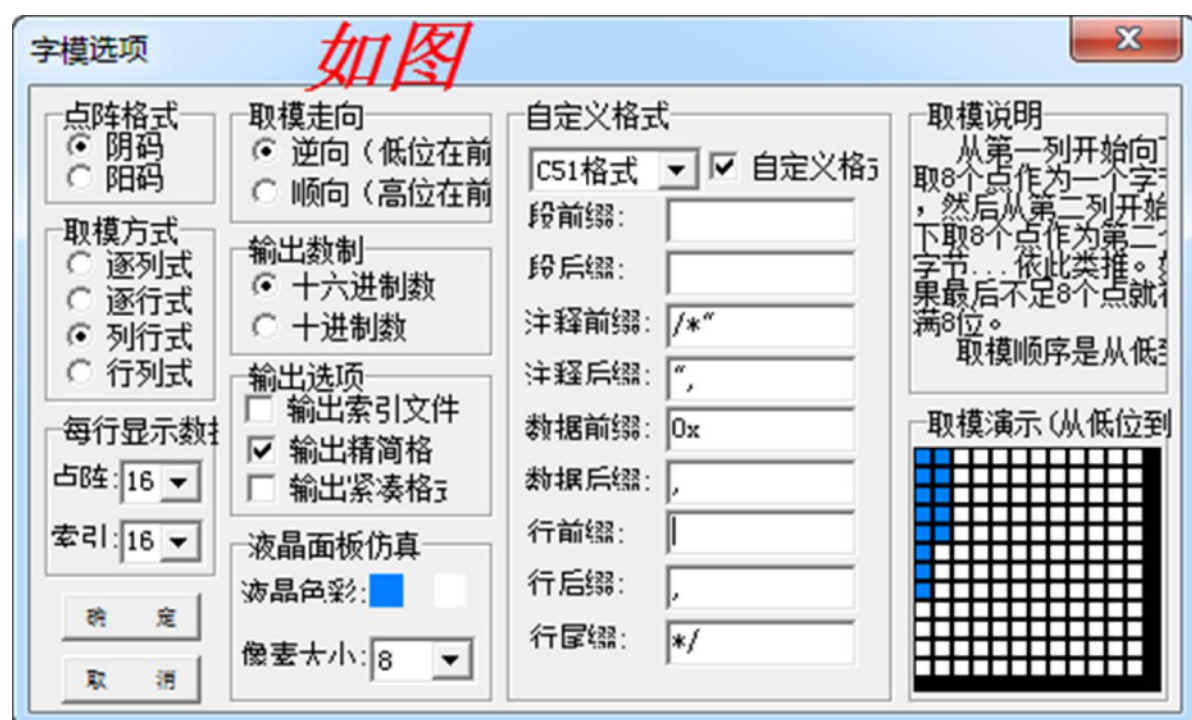 字模选项
如图
点阵格式
阴码
阳码
取模方式
逐列式
逐行式
列行式
行列式
每行显示数据
点阵:16
索引:16
确 定
取 消
取模走向
逆向（低位在前
顺向（高位在前
输出数制
十六进制数
十进制数
输出选项
输出索引文件
输出精简格
输出紧凑格式
液晶面板仿真
液晶色彩:
像素大小:8
自定义格式
C51格式 自定义格式
段前缀:
段后缀:
注释前缀: /*“
注释后缀: “,
数据前缀: 0x
数据后缀: ,
行前缀:
行后缀: ,
行尾缀: */
取模说明
从第一列开始向下
取8个点作为一个字节
，然后从第二列开始
下取8个点作为第二个
字节...依此类推。如
果最后不足8个点就补
满8位。
取模顺序是从低到
取模演示(从低位到